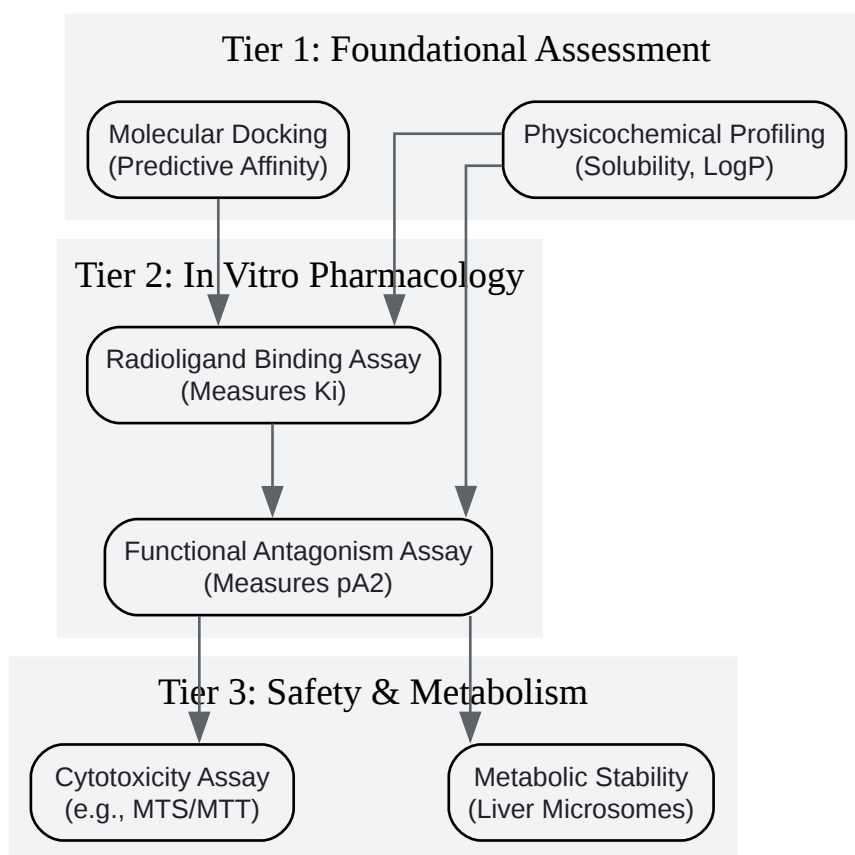 Tier 1: Foundational Assessment
Molecular Docking
(Predictive Affinity)
Physicochemical Profiling
(Solubility, LogP)
Tier 2: In Vitro Pharmacology
Radioligand Binding Assay
(Measures Ki)
Functional Antagonism Assay
(Measures pA2)
Tier 3: Safety & Metabolism
Cytotoxicity Assay
(e.g., MTS/MTT)
Metabolic Stability
(Liver Microsomes)